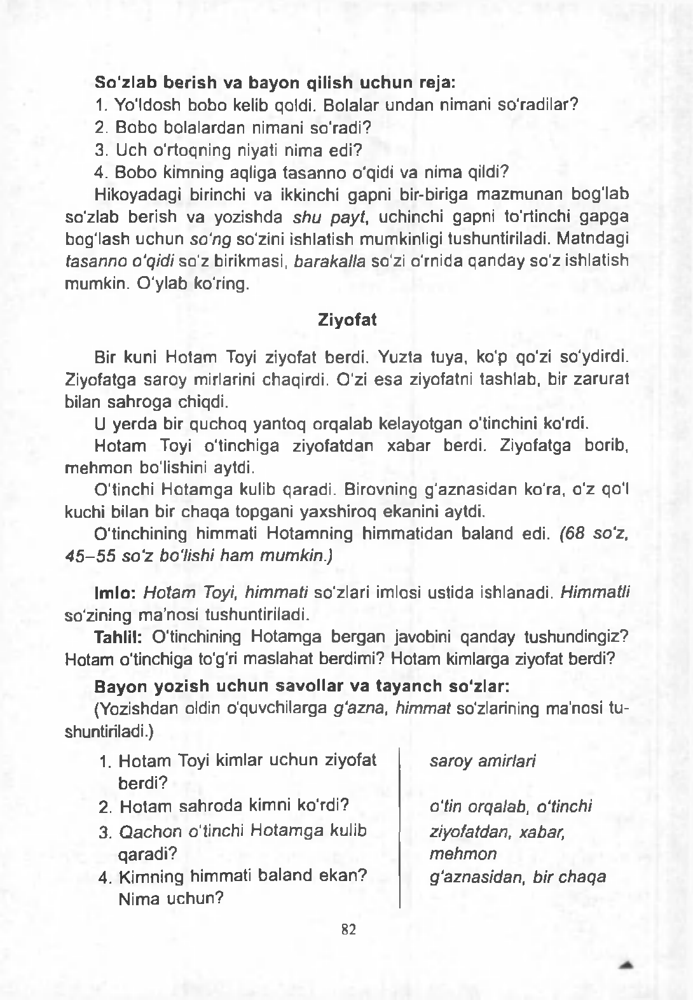 So'zlab berish va bayon qilish uchun reja:
1. Yo'ldosh bobo kelib qoldi. Bolalar undan nimani so'radilar?
2. Bobo bolalardan nimani so'radi?
3. Uch o'rtoqning niyati nima edi?
4. Bobo kimning aqliga tasanno o'qidi va nima qildi?
Hikoyadagi birinchi va ikkinchi gapni bir-biriga mazmunan bog'lab
so'zlab berish va yozishda shu payt, uchinchi gapni to'rtinchi gapga
bog'lash uchun so'ng so'zini ishlatish mumkinligi tushuntiriladi. Matndagi
tasanno o'qidi so'z birikmasi, barakalla so'zi o'rnida qanday so'z ishlatish
mumkin. O'ylab ko'ring.
Ziyofat
Bir kuni Hotam Toyi ziyofat berdi. Yuzta tuya, ko'p qo'zi so'ydirdi.
Ziyofatga saroy mirlarini chaqirdi. O'zi esa ziyofatni tashlab, bir zarurat
bilan sahroga chiqdi.
U yerda bir quchoq yantoq orqalab kelayotgan o'tinchini ko'rdi.
Hotam Toyi o'tinchiga ziyofatdan xabar berdi. Ziyofatga borib,
mehmon bo'lishini aytdi.
O'tinchi Hotamga kulib qaradi. Birovning g'aznasidan ko'ra, o'z qo'l
kuchi bilan bir chaqa topgani yaxshiroq ekanini aytdi.
O'tinchining himmati Hotamning himmatidan baland edi. (68 so'z,
45–55 so'z bo'lishi ham mumkin.)
Imlo: Hotam Toyi, himmati so'zlari imlosi ustida ishlanadi. Himmatli
so'zining ma’nosi tushuntiriladi.
Tahlil: O'tinchining Hotamga bergan javobini qanday tushundingiz?
Hotam o'tinchiga to'g'ri maslahat berdimi? Hotam kimlarga ziyofat berdi?
Bayon yozish uchun savollar va tayanch so'zlar:
(Yozishdan oldin o'quvchilarga g'azna, himmat so'zlarining ma'nosi tu-
shuntiriladi.)
1. Hotam Toyi kimlar uchun ziyofat
berdi?
saroy amirlari
2. Hotam sahroda kimni ko'rdi?
o'tin orqalab, o'tinchi
3. Qachon o'tinchi Hotamga kulib
qaradi?
ziyofatdan, xabar,
mehmon
4. Kimning himmati baland ekan?
Nima uchun?
g'aznasidan, bir chaqa
82